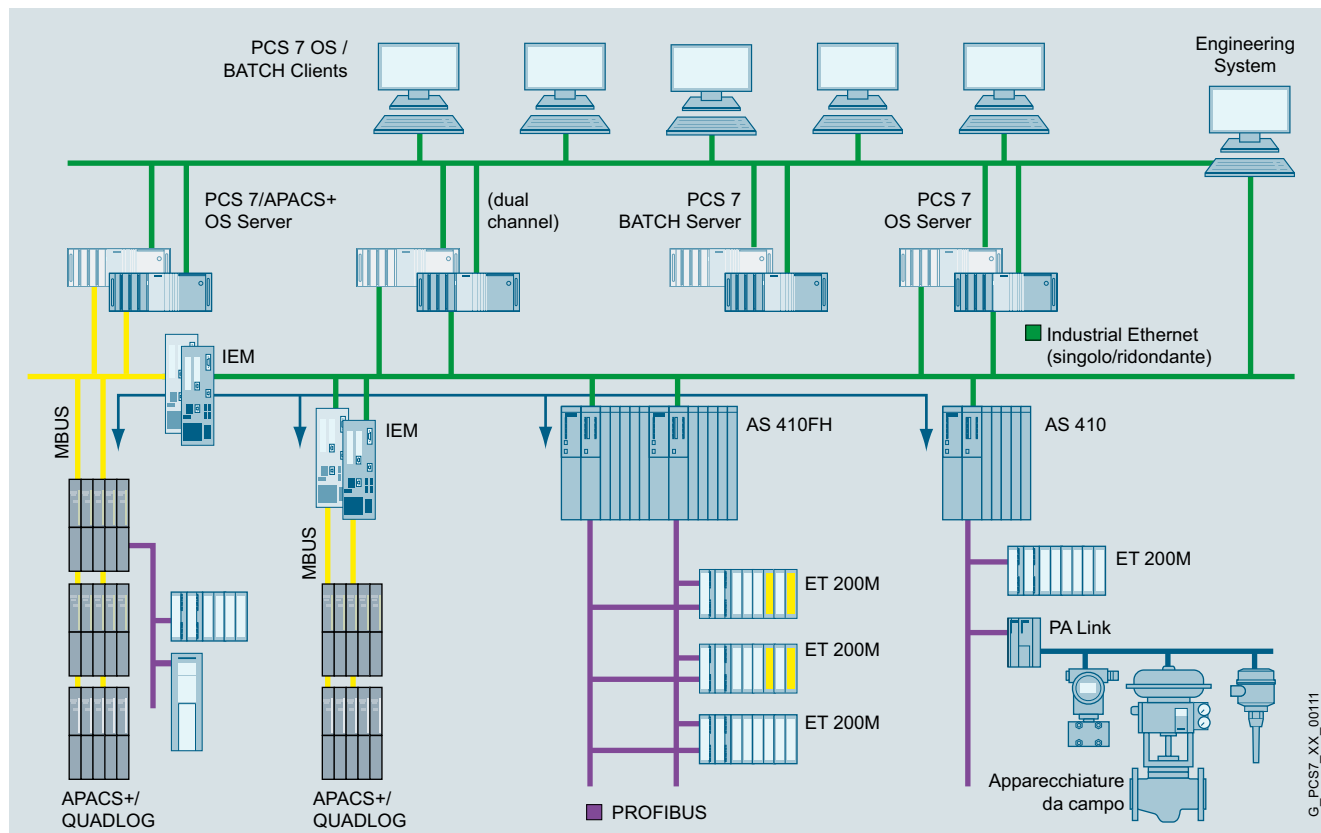 PCS 7 OS /
BATCH Clients
Engineering
System
PCS 7/APACS+
OS Server
(dual
channel)
PCS 7
BATCH Server
PCS 7
OS Server
Industrial Ethernet
(singolo/ridondante)
IEM
MBUS
IEM
AS 410FH
AS 410
MBUS
ET 200M
ET 200M
PA Link
ET 200M
ET 200M
Apparecchiature
da campo
APACS+/
QUADLOG
APACS+/
QUADLOG
PROFIBUS
G_PCS7_XX_00111